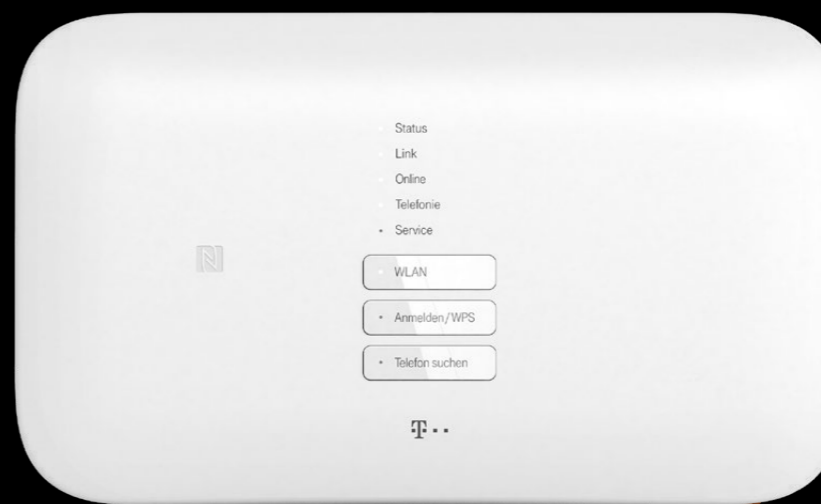 Status
Link
Online
Telefonie
Service
WLAN
Anmelden/WPS
Telefon suchen
T